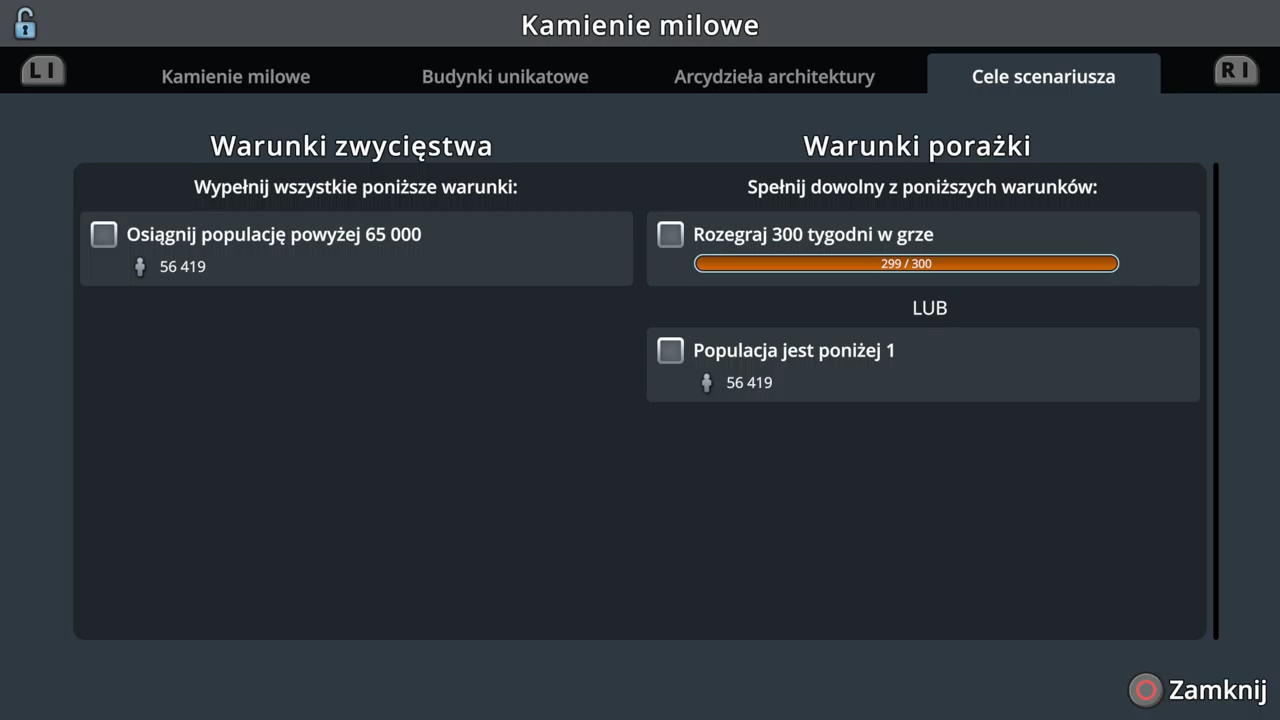 Kamienie milowe
L1
Kamienie milowe
Budynki unikatowe
Arcydzieła architektury
Cele scenariusza
R1
Warunki zwycięstwa
Wypełnij wszystkie poniższe warunki:
Osiągnij populację powyżej 65 000
56 419
Warunki porażki
Spełnij dowolny z poniższych warunków:
Rozegraj 300 tygodni w grze
299 / 300
LUB
Populacja jest poniżej 1
56 419
Zamknij